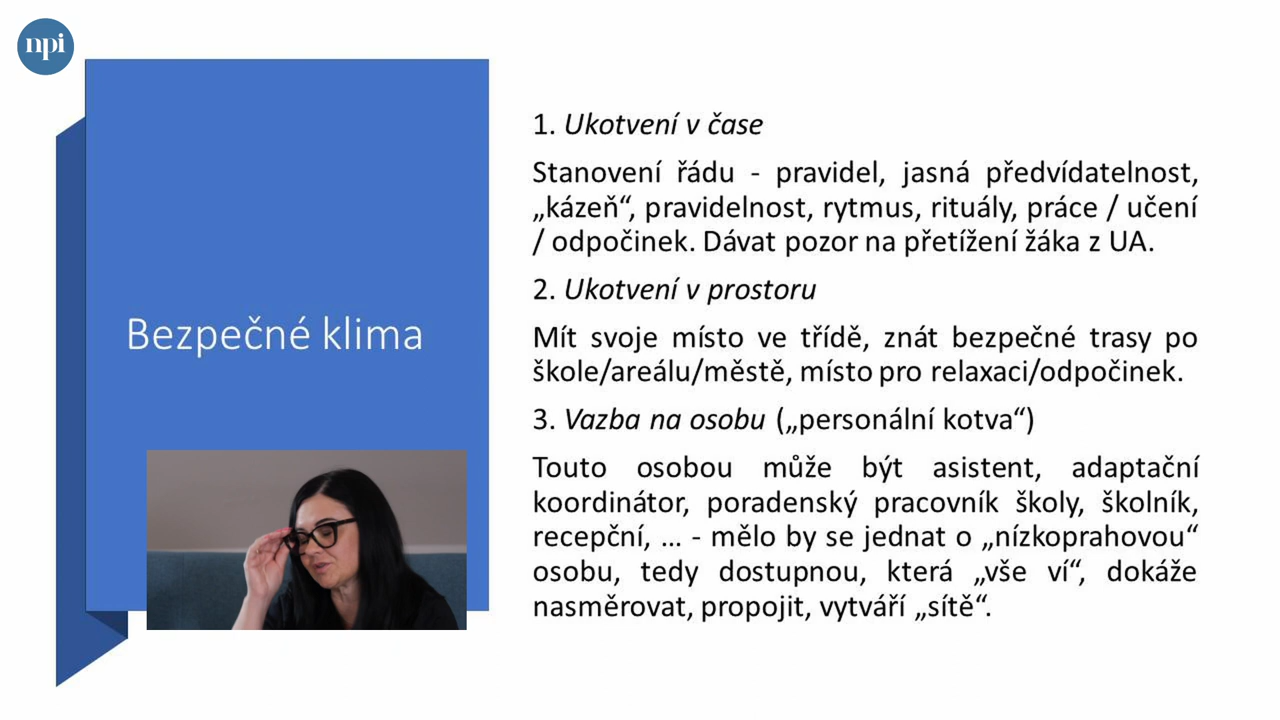 npi
Bezpečné klima
1. Ukotvení v čase
Stanovení řádu - pravidel, jasná předvídatelnost,
„kázeň“, pravidelnost, rytmus, rituály, práce / učení
/ odpočinek. Dávat pozor na přetížení žáka z UA.
2. Ukotvení v prostoru
Mít svoje místo ve třídě, znát bezpečné trasy po
škole/areálu/městě, místo pro relaxaci/odpočinek.
3. Vazba na osobu („personální kotva“)
Touto osobou může být asistent, adaptační
koordinátor, poradenský pracovník školy, školník,
recepční, ... - mělo by se jednat o „nízkoprahovou“
osobu, tedy dostupnou, která „vše ví“, dokáže
nasměrovat, propojit, vytváří „sítě“.